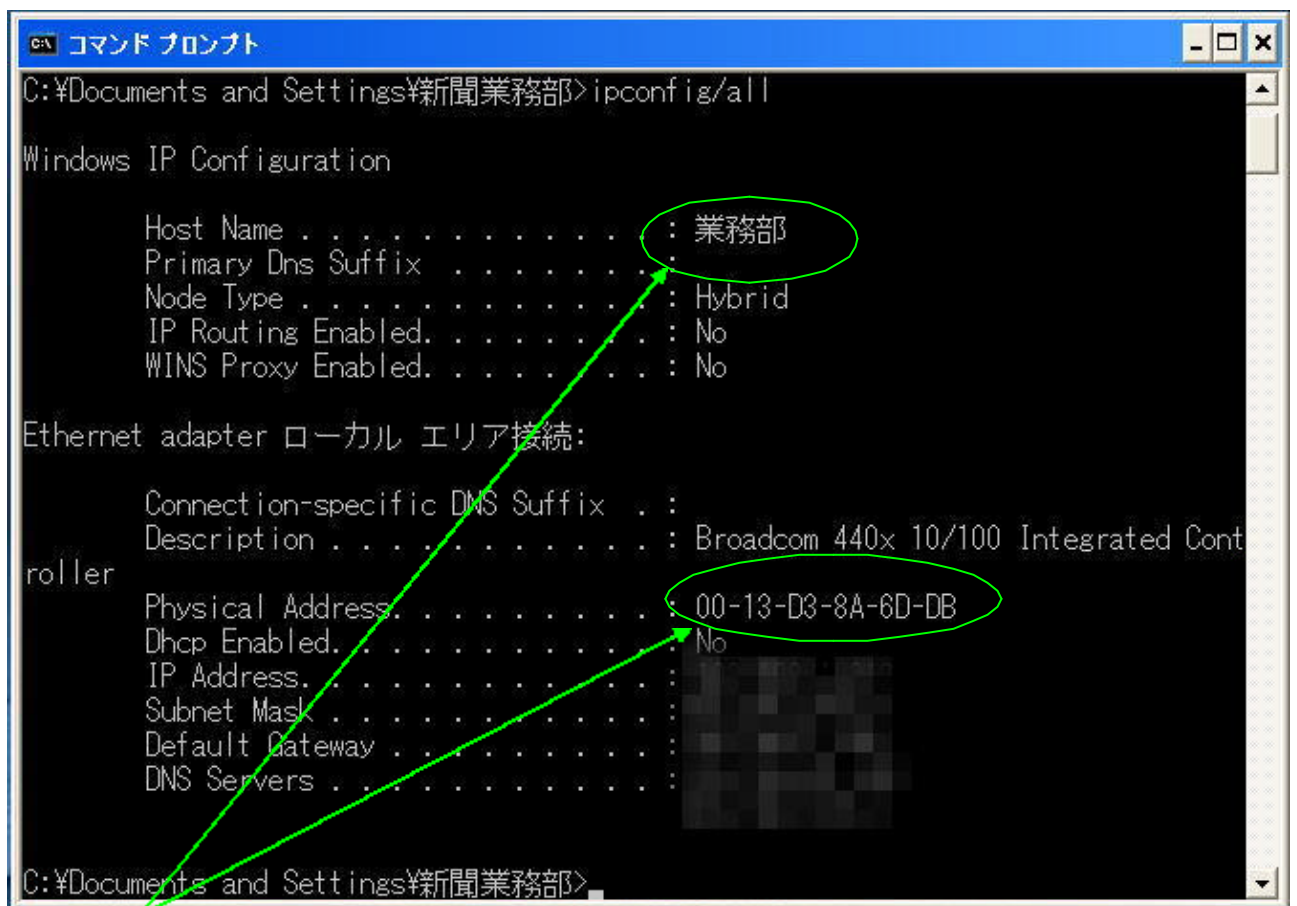 コマンド プロンプト
C:¥Documents and Settings¥新聞業務部>ipconfig/all
Windows IP Configuration
Host Name . . . . . . . . . . . . : 業務部
Primary Dns Suffix . . . . . . . :
Node Type . . . . . . . . . . . . : Hybrid
IP Routing Enabled. . . . . . . . : No
WINS Proxy Enabled. . . . . . . . : No
Ethernet adapter ローカル エリア接続:
Connection-specific DNS Suffix . :
Description . . . . . . . . . . . : Broadcom 440x 10/100 Integrated Cont
roller
Physical Address. . . . . . . . . : 00-13-D3-8A-6D-DB
Dhcp Enabled. . . . . . . . . . . : No
IP Address. . . . . . . . . . . . :
Subnet Mask . . . . . . . . . . . :
Default Gateway . . . . . . . . . :
DNS Servers . . . . . . . . . . . :
C:¥Documents and Settings¥新聞業務部>